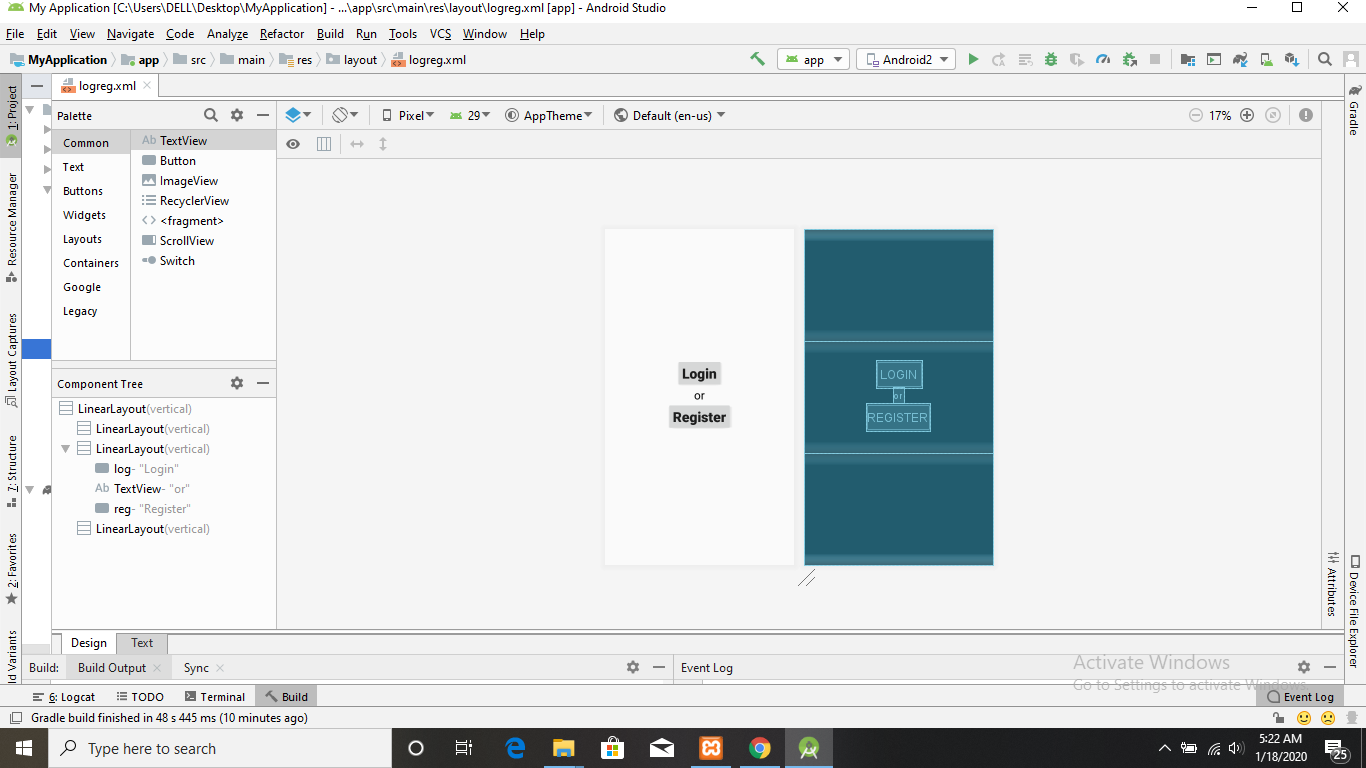 My Application [C:\Users\DELL\Desktop\MyApplication] - ...\app\src\main\res\layout\logreg.xml [app] - Android Studio
File Edit View Navigate Code Analyze Refactor Build Run Tools VCS Window Help
MyApplication app src main res layout logreg.xml
app Android2
1: Project
Resource Manager
Layout Captures
7: Structure
2: Favorites
ld Variants
logreg.xml
Palette
Common
Text
Buttons
Widgets
Layouts
Containers
Google
Legacy
Ab TextView
Button
ImageView
RecyclerView
<fragment>
ScrollView
Switch
Pixel 29 AppTheme Default (en-us) 17%
Component Tree
LinearLayout(vertical)
LinearLayout(vertical)
LinearLayout(vertical)
log- "Login"
Ab TextView- "or"
reg- "Register"
LinearLayout(vertical)
Login
or
Register
LOGIN
or
REGISTER
Gradle
Attributes
Device File Explorer
Design Text
Build: Build Output Sync
Event Log
Activate Windows
Go to Settings to activate Windows.
6: Logcat TODO Terminal Build Event Log
Gradle build finished in 48 s 445 ms (10 minutes ago)
Type here to search
5:22 AM
1/18/2020
25